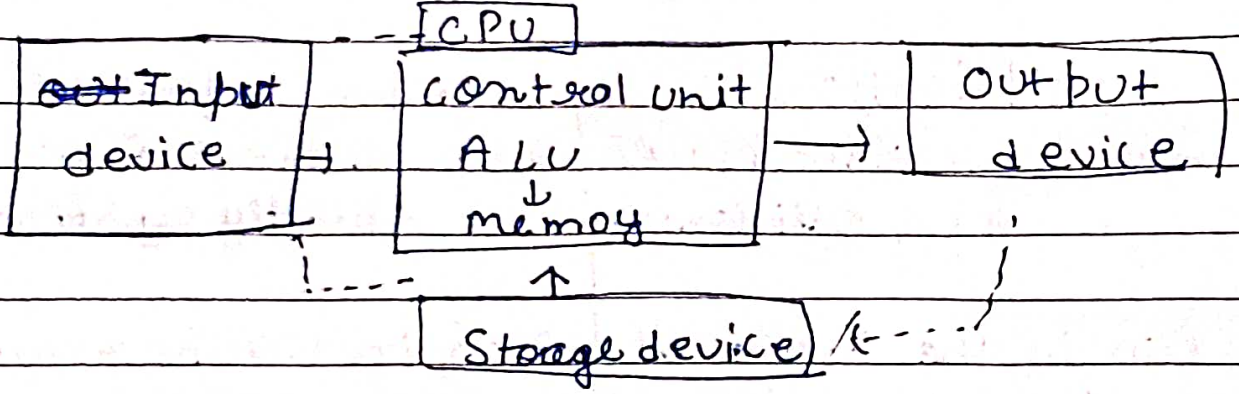 CPU
Input
device
control unit
ALU
memoy
output
device
Storage device